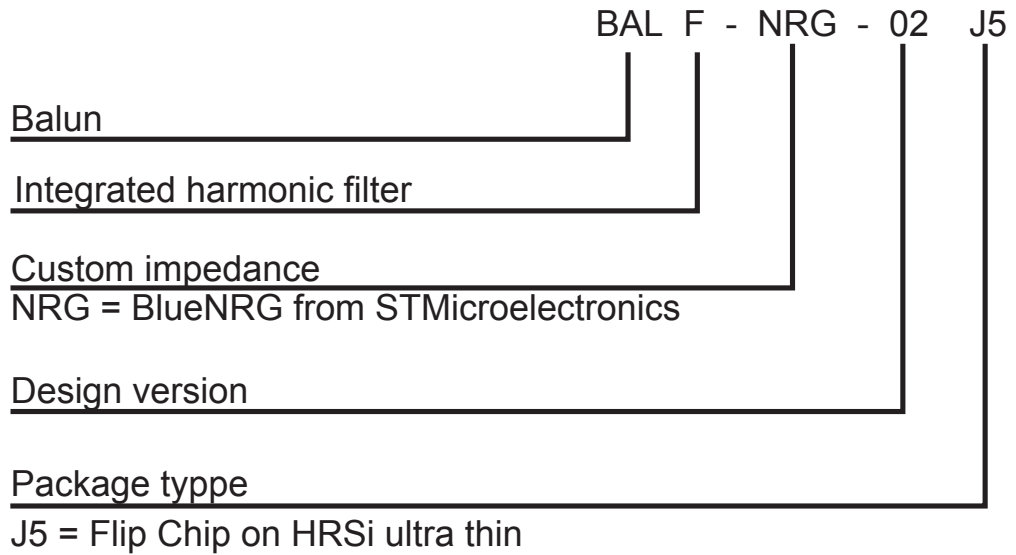 BAL F - NRG - 02 J5
Balun
Integrated harmonic filter
Custom impedance
NRG = BlueNRG from STMicroelectronics
Design version
Package typpe
J5 = Flip Chip on HRSi ultra thin